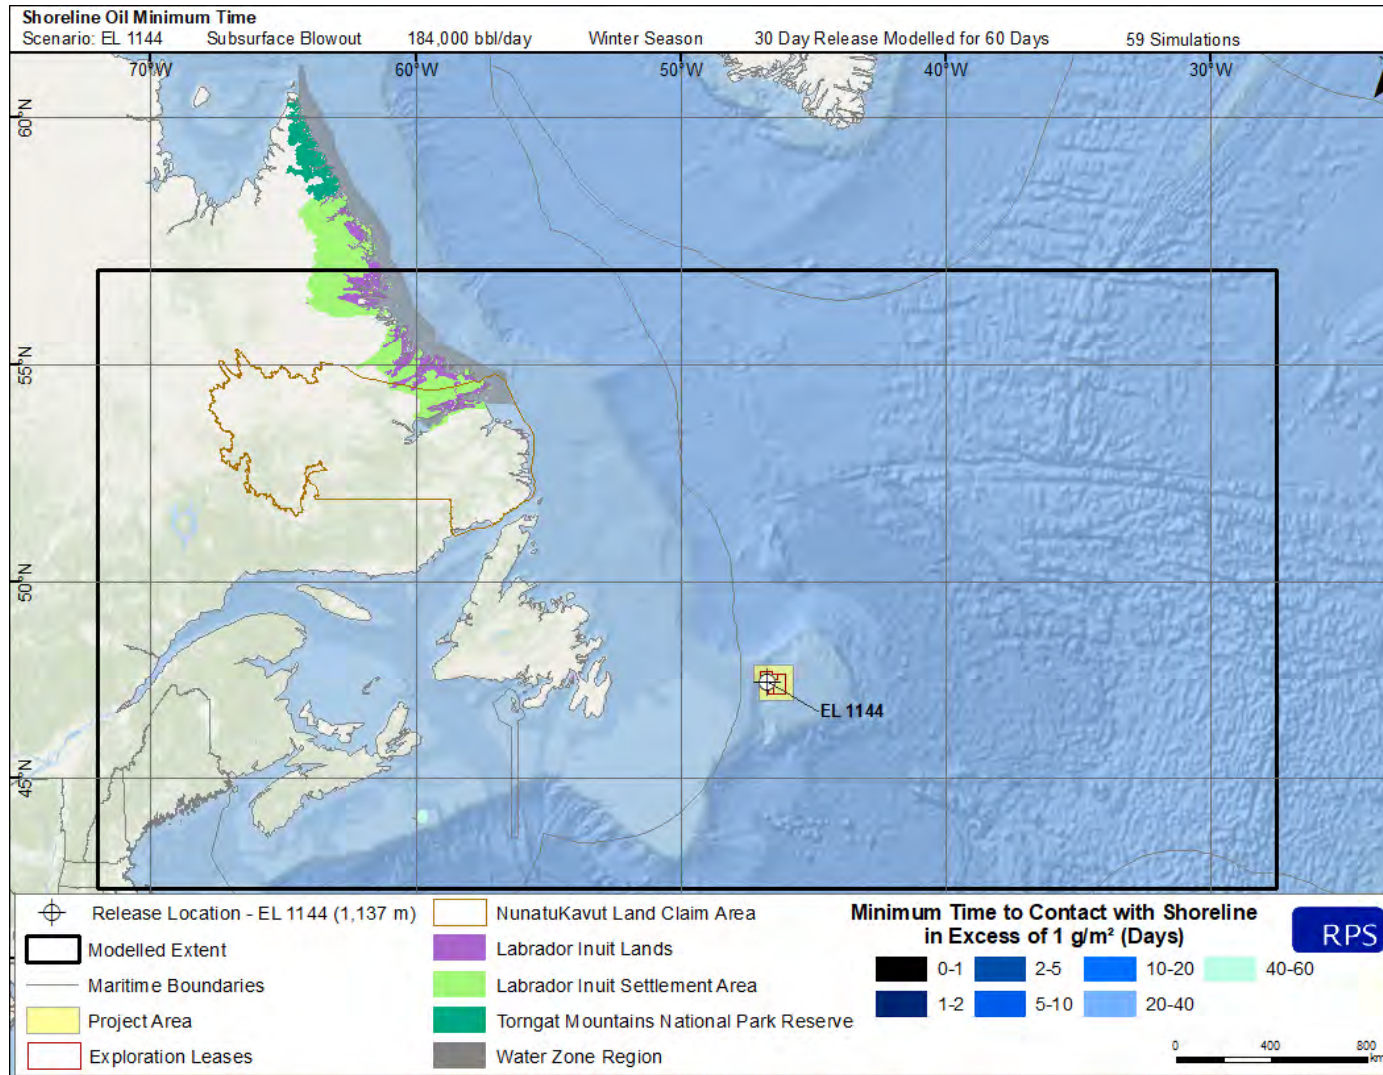 Shoreline Oil Minimum Time
Scenario: EL 1144 Subsurface Blowout 184,000 bbl/day Winter Season 30 Day Release Modelled for 60 Days 59 Simulations
70°W 60°W 50°W 40°W 30°W
60°N
55°N
50°N
45°N
EL 1144
Release Location - EL 1144 (1,137 m)
Modelled Extent
Maritime Boundaries
Project Area
Exploration Leases
NunatuKavut Land Claim Area
Labrador Inuit Lands
Labrador Inuit Settlement Area
Torngat Mountains National Park Reserve
Water Zone Region
Minimum Time to Contact with Shoreline
in Excess of 1 g/m² (Days)
0-1 2-5 10-20 40-60
1-2 5-10 20-40
RPS
0 400 800
km